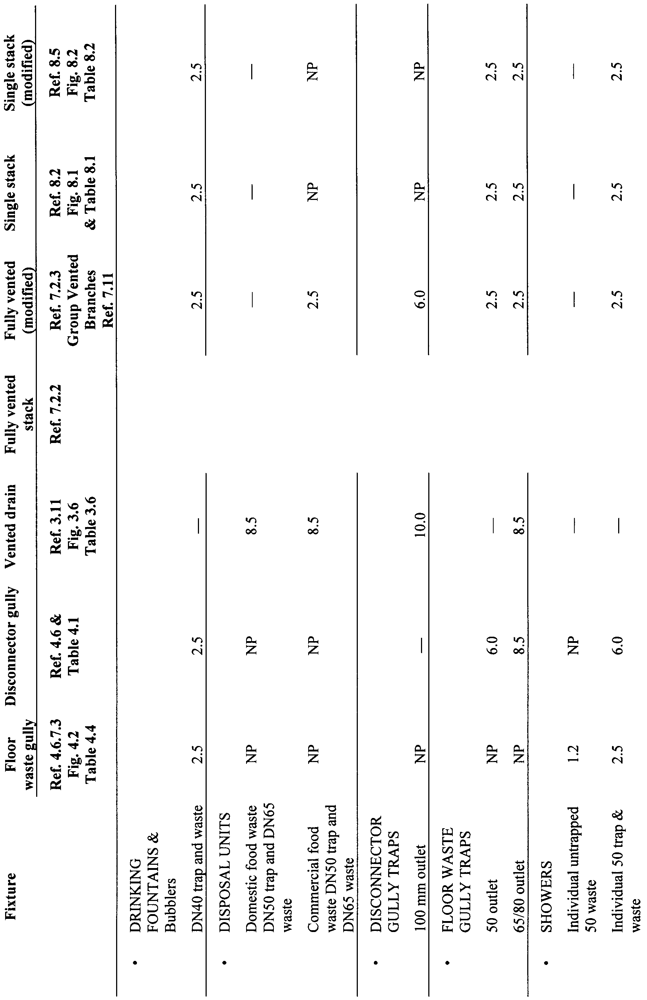 Fixture Floor Disconnector gully Vented drain Fully vented Fully vented Single stack Single stack
waste gully stack (modified) (modified)
Ref. 4.6.7.3 Ref. 4.6 & Ref. 3.11 Ref. 7.2.2 Ref. 7.2.3 Ref. 8.2 Ref. 8.5
Fig. 4.2 Table 4.1 Fig. 3.6 Group Vented Fig. 8.1 Fig. 8.2
Table 4.4 Table 3.6 Branches & Table 8.1 Table 8.2
Ref. 7.11
• DRINKING
FOUNTAINS &
Bubblers
DN40 trap and waste 2.5 2.5 — 2.5 2.5 2.5
• DISPOSAL UNITS
Domestic food waste NP NP 8.5 — — —
DN50 trap and DN65
waste
Commercial food NP NP 8.5 2.5 NP NP
waste DN50 trap and
DN65 waste
• DISCONNECTOR
GULLY TRAPS
100 mm outlet NP — 10.0 6.0 NP NP
• FLOOR WASTE
GULLY TRAPS
50 outlet NP 6.0 — 2.5 2.5 2.5
65/80 outlet NP 8.5 8.5 2.5 2.5 2.5
• SHOWERS
Individual untrapped 1.2 NP — — — —
50 waste
Individual 50 trap & 2.5 6.0 — 2.5 2.5 2.5
waste